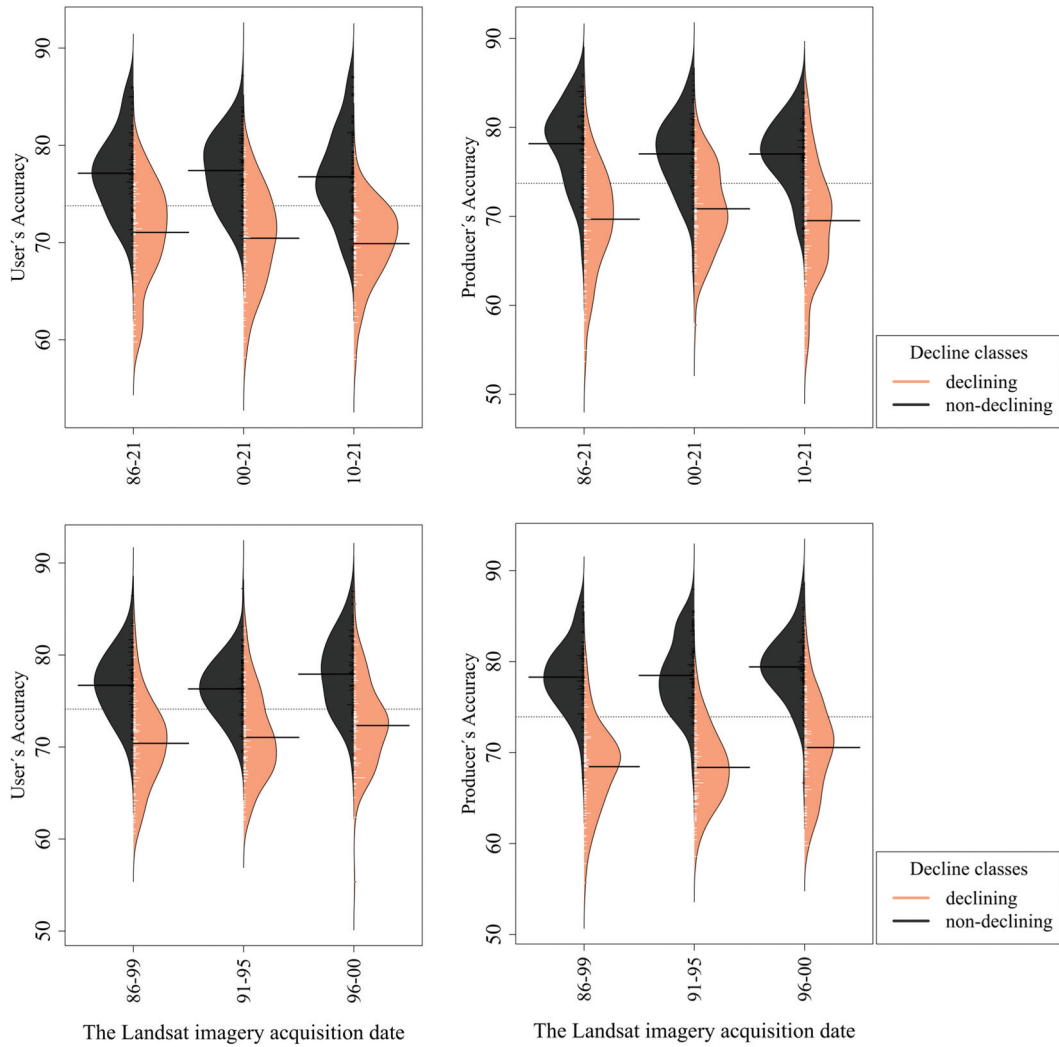 User´s Accuracy
90
80
70
60
86-21
00-21
10-21
Producer´s Accuracy
90
80
70
60
50
86-21
00-21
10-21
Decline classes
declining
non-declining
User´s Accuracy
90
80
70
60
50
86-99
91-95
96-00
The Landsat imagery acquisition date
Producer´s Accuracy
90
80
70
60
50
86-99
91-95
96-00
The Landsat imagery acquisition date
Decline classes
declining
non-declining